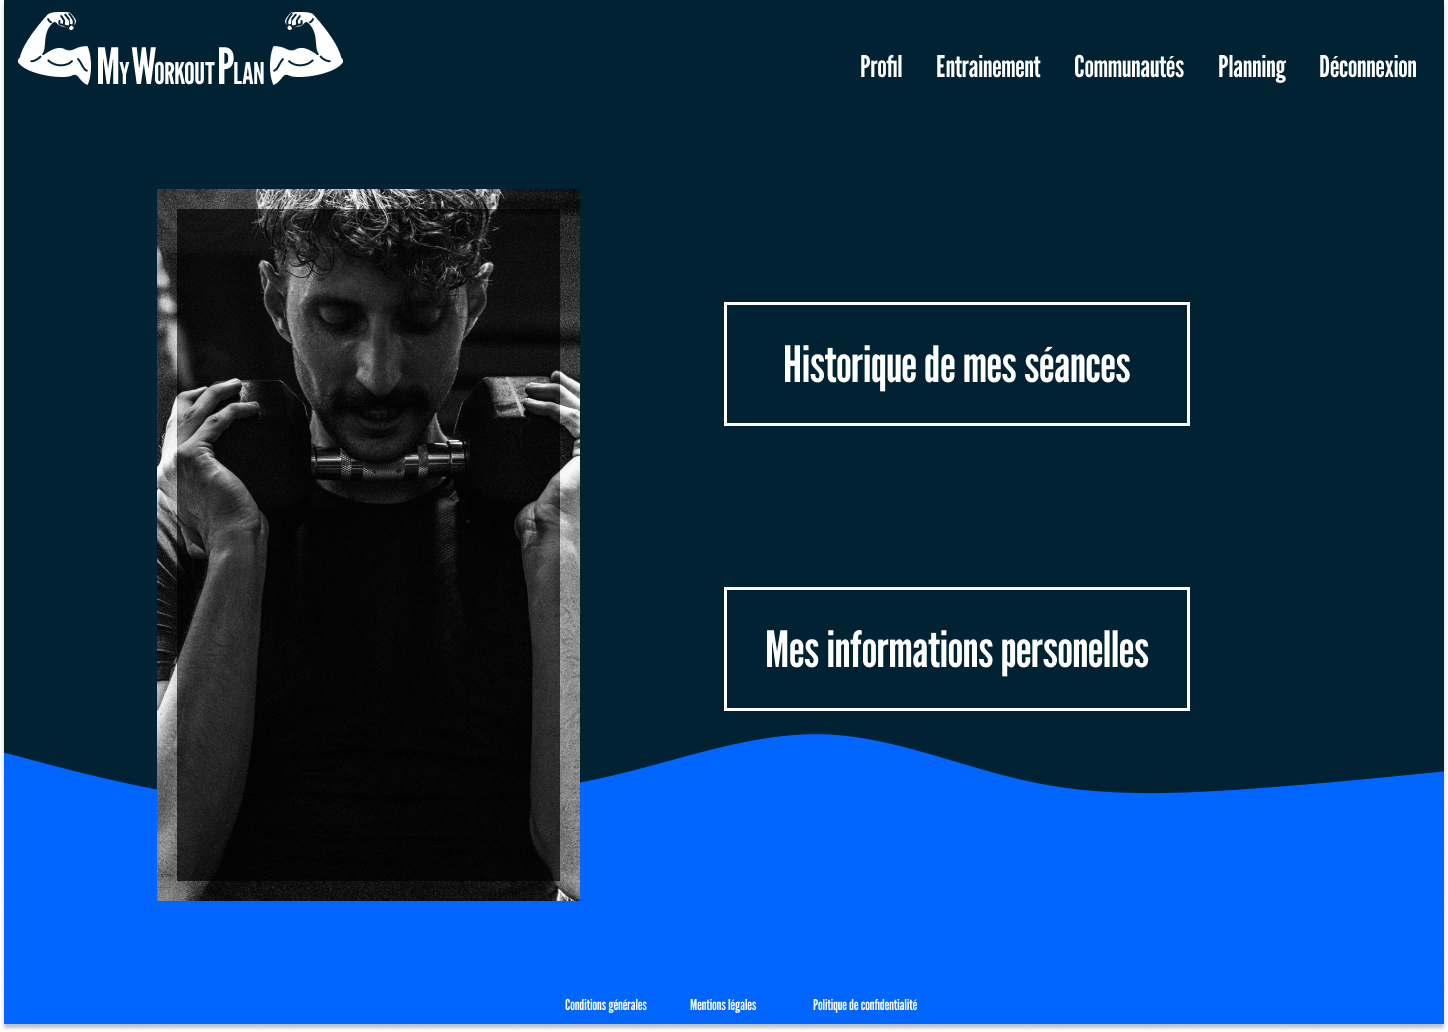 My Workout Plan
Profil Entrainement Communautés Planning Déconnexion
Historique de mes séances
Mes informations personelles
Conditions générales Mentions légales Politique de confidentialité